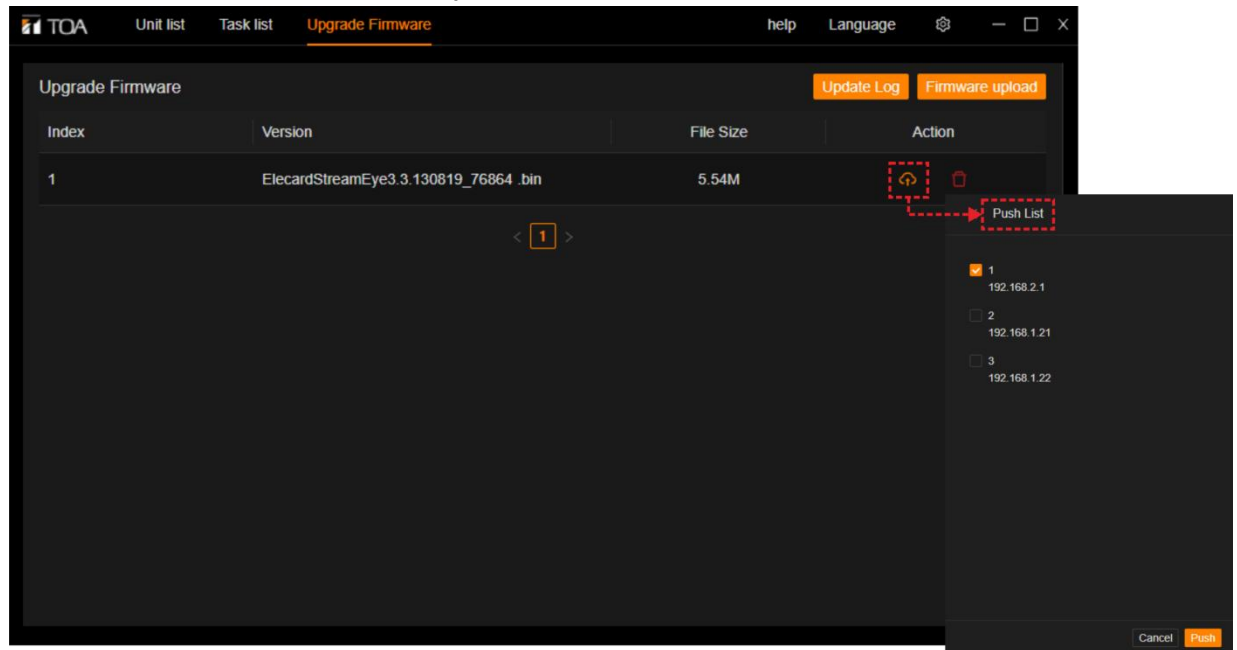 TOA Unit list Task list Upgrade Firmware help Language
Upgrade Firmware Update Log Firmware upload
Index Version File Size Action
1 ElecardStreamEye3.3.130819_76864 .bin 5.54M
< 1 >
Push List
1
192.168.2.1
2
192.168.1.21
3
192.168.1.22
Cancel Push